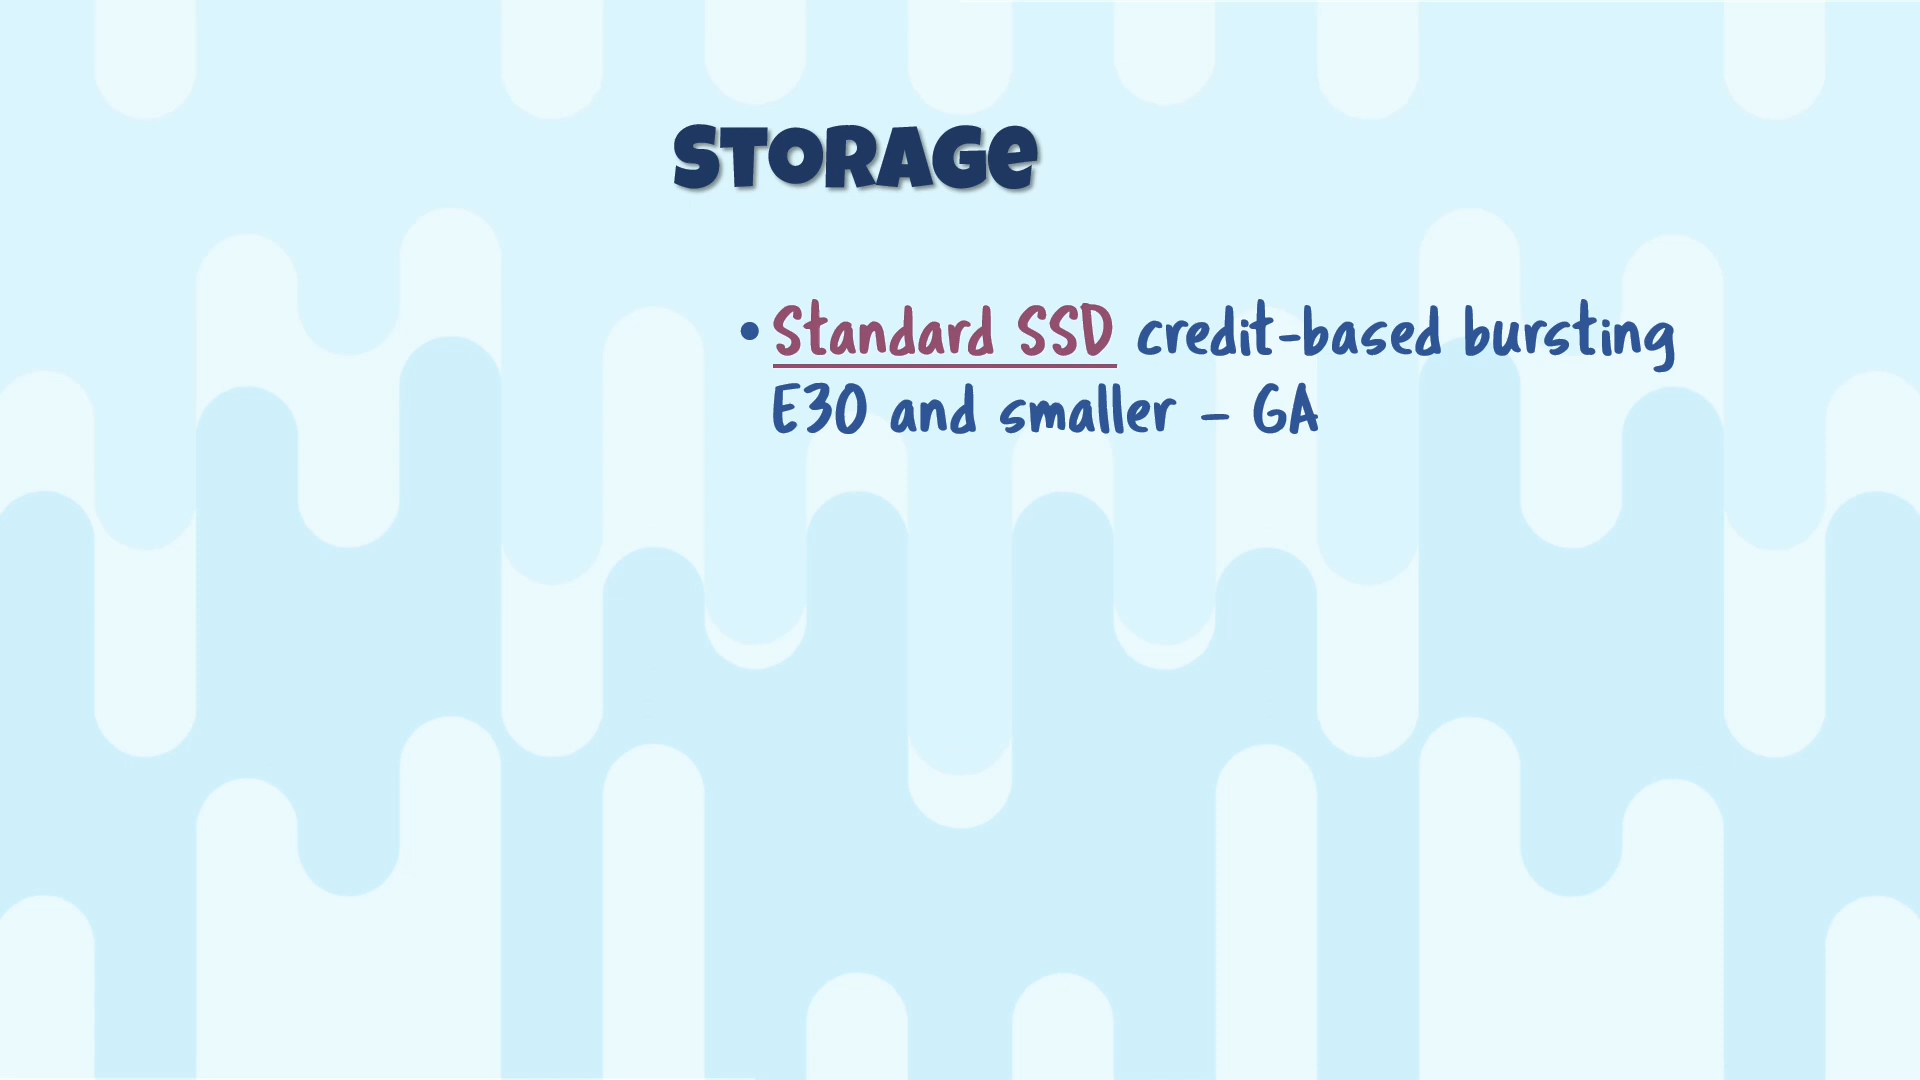 STORAGe
• Standard SSD credit-based bursting
E30 and smaller – GA